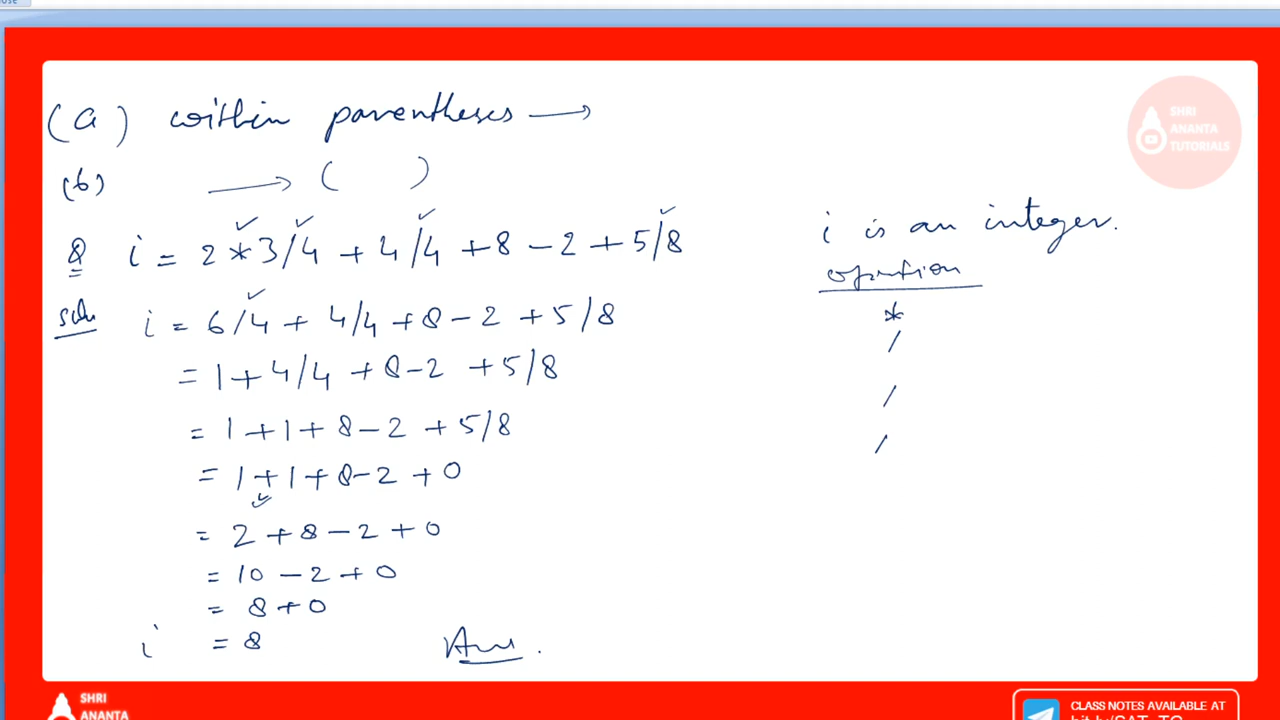 SHRI
ANANTA
TUTORIALS
(a) within parentheses →
(b) → ( )
Q i = 2 * 3/4 + 4/4 + 8 - 2 + 5/8
i is an integer.
Soln i = 6/4 + 4/4 + 8 - 2 + 5/8
= 1 + 4/4 + 8 - 2 + 5/8
= 1 + 1 + 8 - 2 + 5/8
= 1 + 1 + 8 - 2 + 0
= 2 + 8 - 2 + 0
= 10 - 2 + 0
= 8 + 0
i = 8 Ans.
*
/
/
/
SHRI
ANANTA
CLASS NOTES AVAILABLE AT